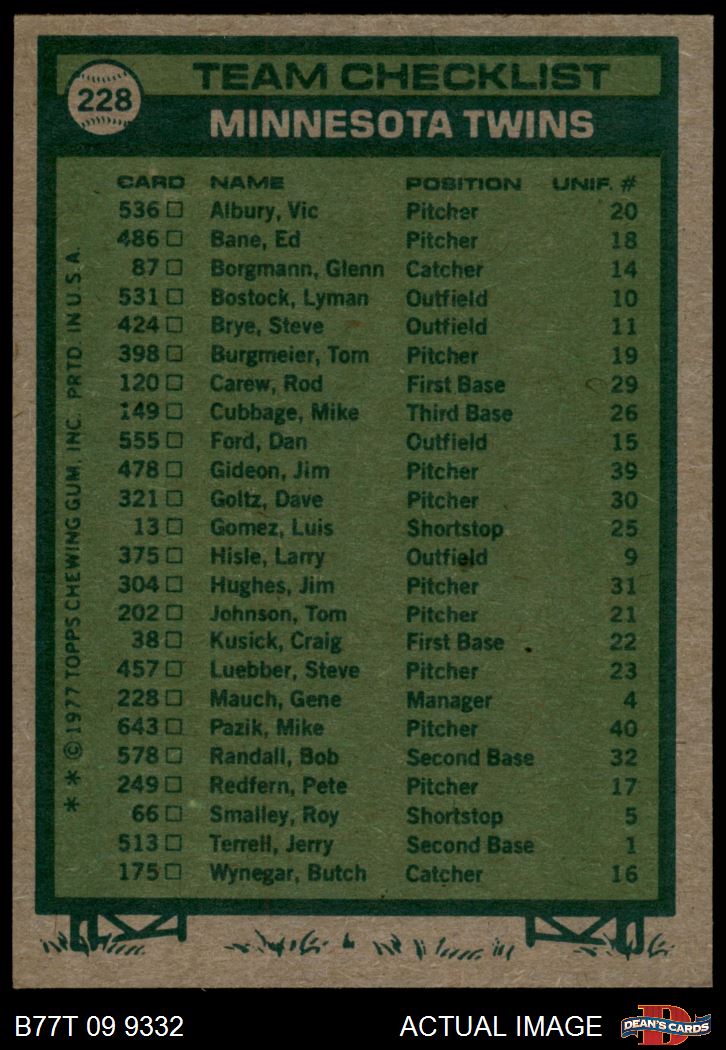 228
TEAM CHECKLIST
MINNESOTA TWINS
CARD NAME POSITION UNIF. #
536 Albury, Vic Pitcher 20
486 Bane, Ed Pitcher 18
87 Borgmann, Glenn Catcher 14
531 Bostock, Lyman Outfield 10
424 Brye, Steve Outfield 11
398 Burgmeier, Tom Pitcher 19
120 Carew, Rod First Base 29
149 Cubbage, Mike Third Base 26
555 Ford, Dan Outfield 15
478 Gideon, Jim Pitcher 39
321 Goltz, Dave Pitcher 30
13 Gomez, Luis Shortstop 25
375 Hisle, Larry Outfield 9
304 Hughes, Jim Pitcher 31
202 Johnson, Tom Pitcher 21
38 Kusick, Craig First Base 22
457 Luebber, Steve Pitcher 23
228 Mauch, Gene Manager 4
643 Pazik, Mike Pitcher 40
578 Randall, Bob Second Base 32
249 Redfern, Pete Pitcher 17
66 Smalley, Roy Shortstop 5
513 Terrell, Jerry Second Base 1
175 Wynegar, Butch Catcher 16
* * © 1977 TOPPS CHEWING GUM, INC. PRTD. IN U.S.A.
B77T 09 9332 ACTUAL IMAGE
D
DEAN'S CARDS